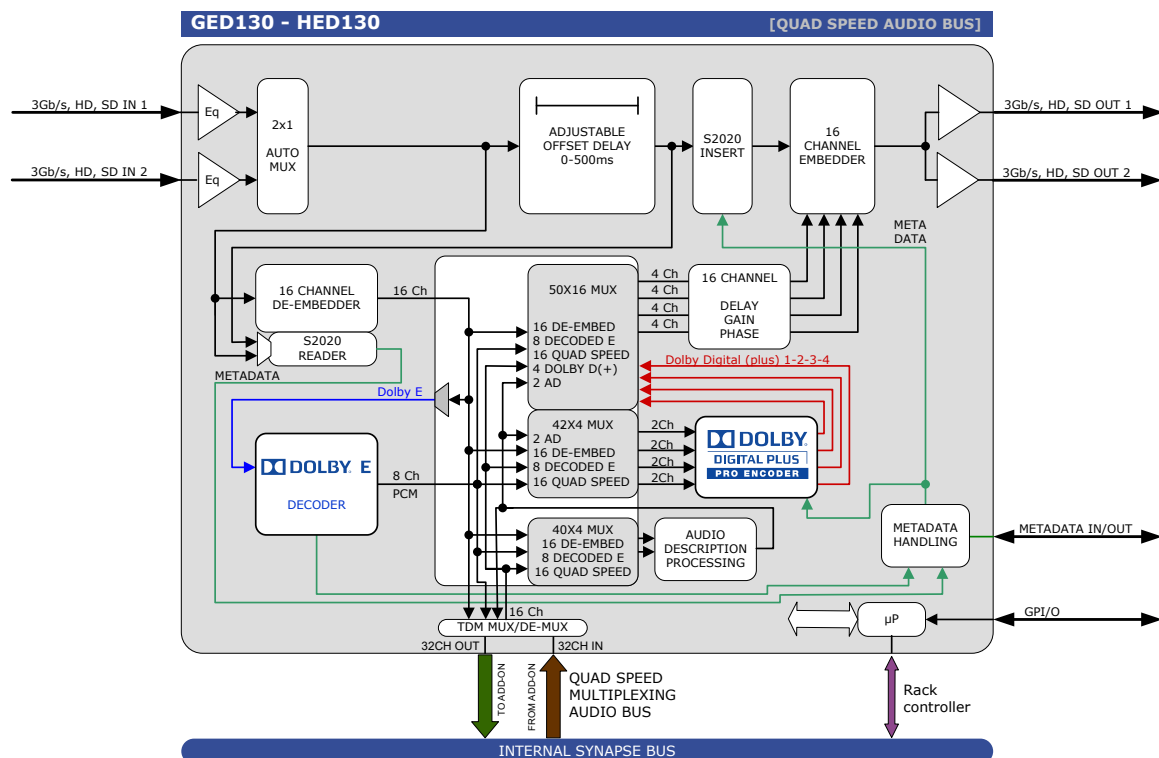 GED130 - HED130
[QUAD SPEED AUDIO BUS]
3Gb/s, HD, SD IN 1
3Gb/s, HD, SD IN 2
Eq
Eq
2x1
AUTO
MUX
ADJUSTABLE
OFFSET DELAY
0-500ms
S2020
INSERT
16
CHANNEL
EMBEDDER
3Gb/s, HD, SD OUT 1
3Gb/s, HD, SD OUT 2
META
DATA
16 CHANNEL
DE-EMBEDDER
16 Ch
S2020
READER
METADATA
50X16 MUX
16 DE-EMBED
8 DECODED E
16 QUAD SPEED
4 DOLBY D(+)
2 AD
4 Ch
4 Ch
4 Ch
4 Ch
16 CHANNEL
DELAY
GAIN
PHASE
Dolby Digital (plus) 1-2-3-4
Dolby E
DOLBY E
DECODER
8 Ch
PCM
42X4 MUX
2 AD
16 DE-EMBED
8 DECODED E
16 QUAD SPEED
2Ch
2Ch
2Ch
2Ch
DOLBY
DIGITAL PLUS
PRO ENCODER
40X4 MUX
16 DE-EMBED
8 DECODED E
16 QUAD SPEED
AUDIO
DESCRIPTION
PROCESSING
METADADA
HANDLING
METADATA IN/OUT
16 Ch
TDM MUX/DE-MUX
32CH OUT
32CH IN
µP
GPI/O
TO ADD-ON
FROM ADD-ON
QUAD SPEED
MULTIPLEXING
AUDIO BUS
Rack
controller
INTERNAL SYNAPSE BUS